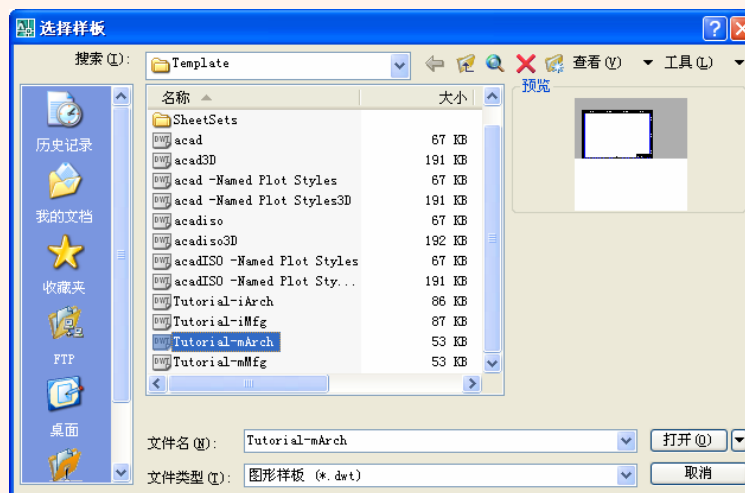 选择样板
搜索(I): Template 查看(V) 工具(L)
名称 大小 预览
SheetSets
acad 67 KB
acad3D 191 KB
acad -Named Plot Styles 67 KB
acad -Named Plot Styles3D 191 KB
acadiso 67 KB
acadiso3D 192 KB
acadISO -Named Plot Styles 67 KB
acadISO -Named Plot Sty... 191 KB
Tutorial-iArch 86 KB
Tutorial-iMfg 87 KB
Tutorial-mArch 53 KB
Tutorial-mMfg 53 KB
历史记录
我的文档
收藏夹
FTP
桌面
文件名(N): Tutorial-mArch 打开(O)
文件类型(T): 图形样板 (*.dwt) 取消